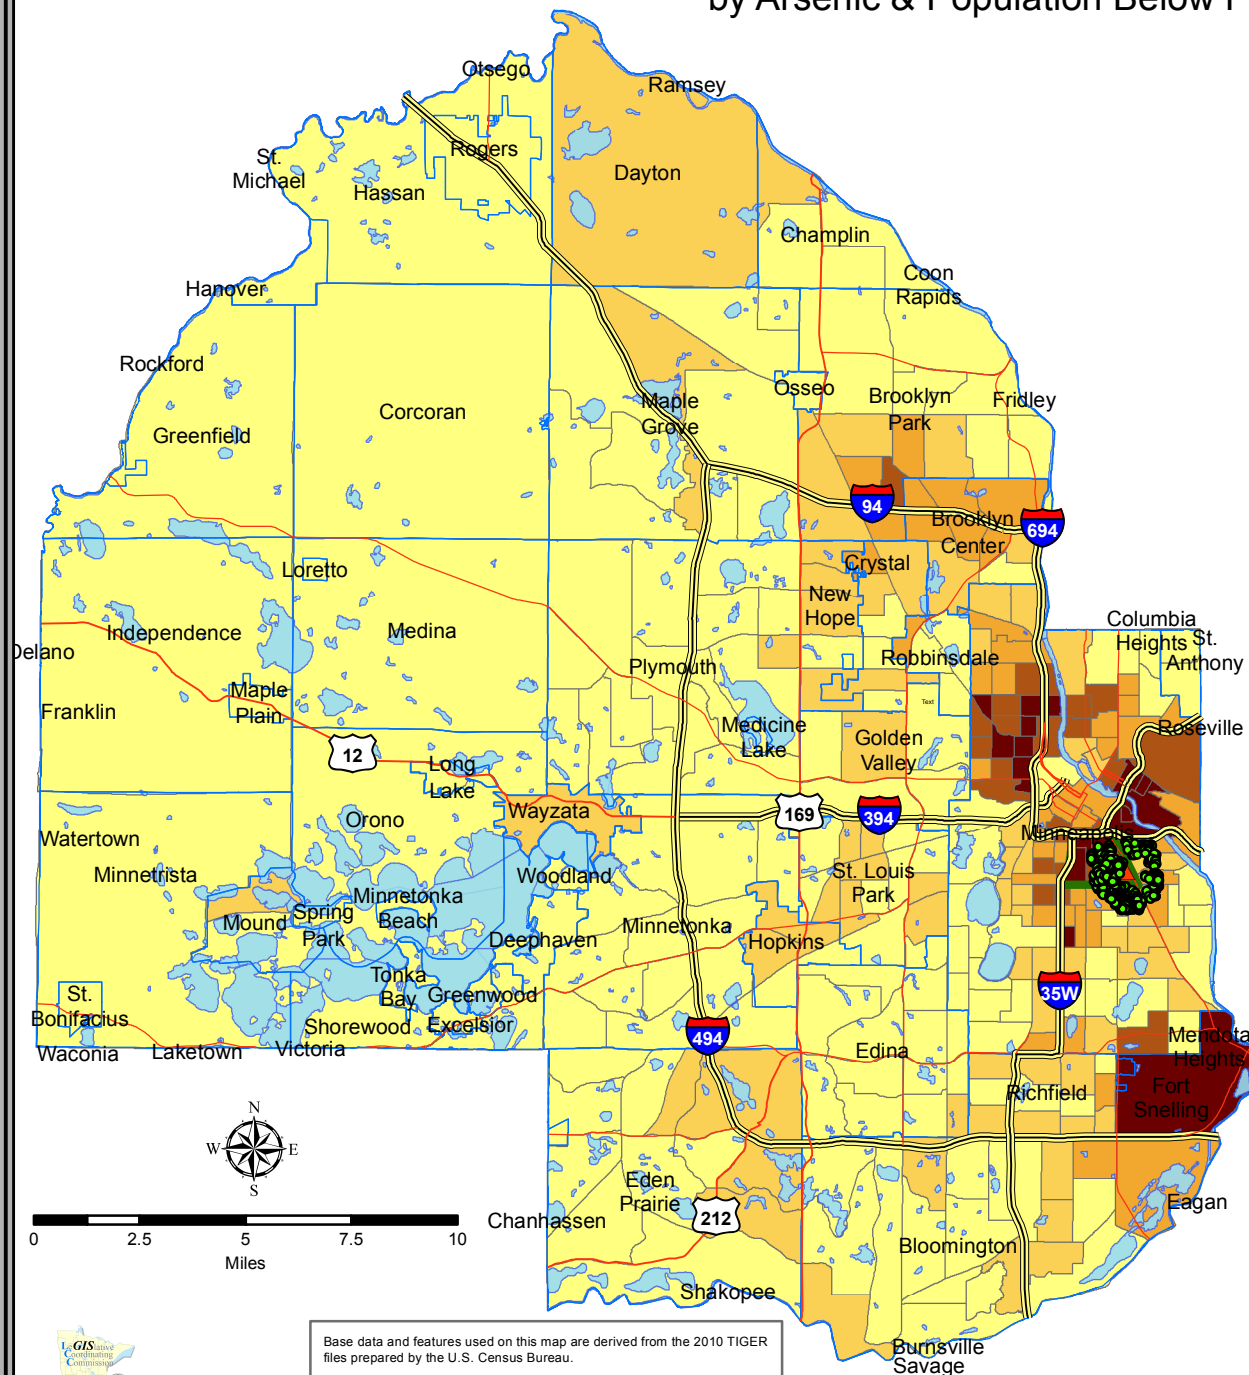 by Arsenic & Population Below P
Otsego
Ramsey
Rogers
St.
Michael
Hassan
Dayton
Champlin
Coon
Rapids
Hanover
Rockford
Corcoran
Greenfield
Maple
Grove
Osseo
Brooklyn
Park
Fridley
94
Brooklyn
Center
694
Crystal
Loretto
New
Hope
Columbia
Heights
St.
Anthony
Independence
Medina
Delano
Plymouth
Robbinsdale
Maple
Plain
Franklin
Text
Medicine
Lake
Golden
Valley
Roseville
12
Long
Lake
169
394
Wayzata
Orono
Minneapolis
Watertown
Minnetrista
Woodland
St. Louis
Park
Minnetonka
Beach
Mound
Spring
Park
Minnetonka
Deephaven
Hopkins
Tonka
Bay
Greenwood
St.
Bonifacius
35W
Shorewood
Excelsior
494
Waconia
Laketown
Victoria
Edina
Mendota
Heights
Richfield
Fort
Snelling
N
W
E
S
Eden
Prairie
Chanhassen
212
Eagan
0
2.5
5
7.5
10
Miles
Bloomington
Shakopee
Base data and features used on this map are derived from the 2010 TIGER
files prepared by the U.S. Census Bureau.
LeGISlative
Coordinating
Commission
Burnsville
Savage